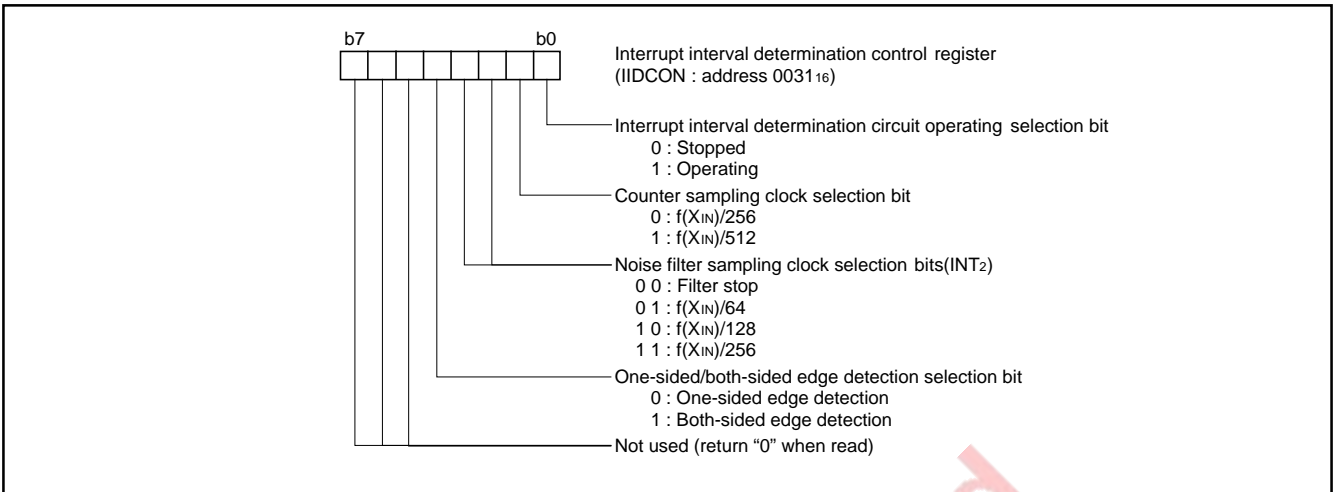 b7 b0
Interrupt interval determination control register
(IIDCON : address 003116)
Interrupt interval determination circuit operating selection bit
0 : Stopped
1 : Operating
Counter sampling clock selection bit
0 : f(XIN)/256
1 : f(XIN)/512
Noise filter sampling clock selection bits(INT2)
0 0 : Filter stop
0 1 : f(XIN)/64
1 0 : f(XIN)/128
1 1 : f(XIN)/256
One-sided/both-sided edge detection selection bit
0 : One-sided edge detection
1 : Both-sided edge detection
Not used (return “0” when read)